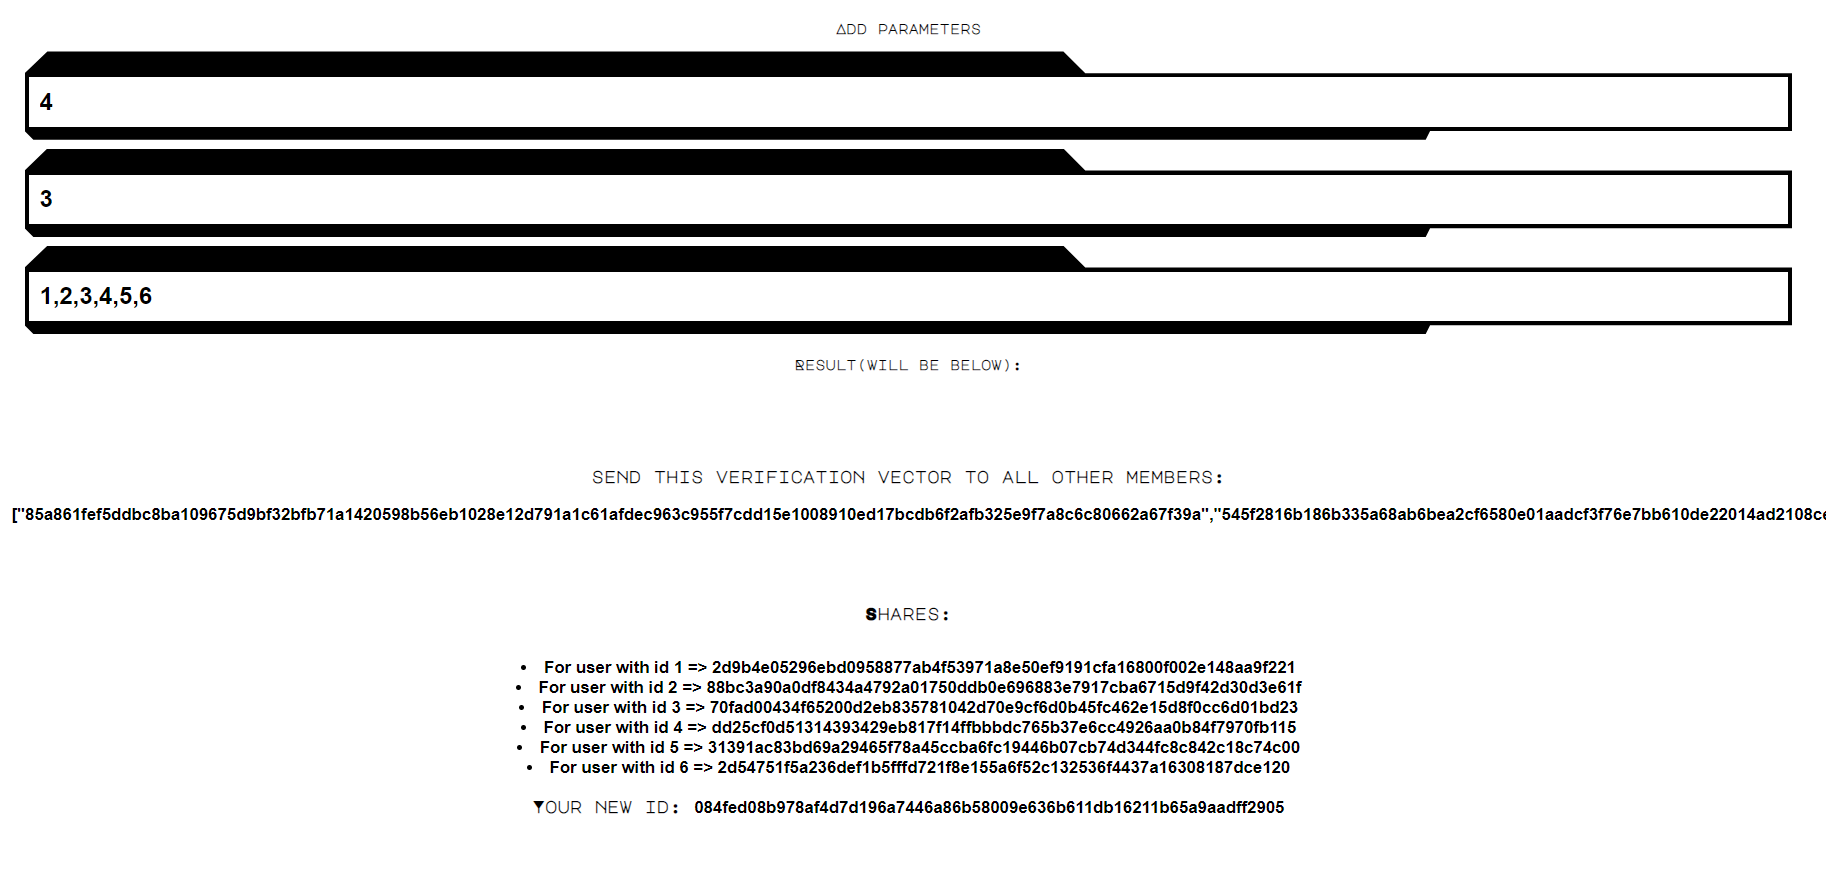 ADD PARAMETERS
4
3
1,2,3,4,5,6
RESULT(WILL BE BELOW):
SEND THIS VERIFICATION VECTOR TO ALL OTHER MEMBERS:
["85a861fef5ddbc8ba109675d9bf32bfb71a1420598b56eb1028e12d791a1c61afdec963c955f7cdd15e1008910ed17bcdb6f2afb325e9f7a8c6c80662a67f39a","545f2816b186b335a68ab6bea2cf6580e01aadcf3f76e7bb610de22014ad2108ce
SHARES:
• For user with id 1 => 2d9b4e05296ebd0958877ab4f53971a8e50ef9191cfa16800f002e148aa9f221
• For user with id 2 => 88bc3a90a0df8434a4792a01750ddb0e696883e7917cba6715d9f42d30d3e61f
• For user with id 3 => 70fad00434f65200d2eb835781042d70e9cf6d0b45fc462e15d8f0cc6d01bd23
• For user with id 4 => dd25cf0d51314393429eb817f14ffbbbdc765b37e6cc4926aa0b84f7970fb115
• For user with id 5 => 31391ac83bd69a29465f78a45ccba6fc19446b07cb74d344fc8c842c18c74c00
• For user with id 6 => 2d54751f5a236def1b5fffd721f8e155a6f52c132536f4437a16308187dce120
YOUR NEW ID: 084fed08b978af4d7d196a7446a86b58009e636b611db16211b65a9aadff2905